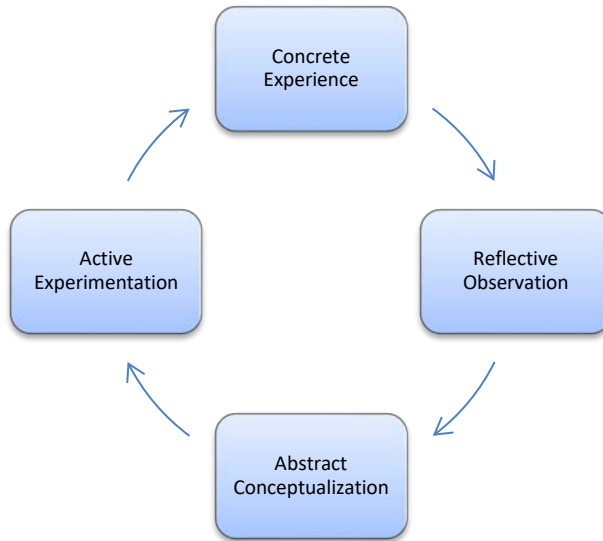 Concrete
Experience
Reflective
Observation
Abstract
Conceptualization
Active
Experimentation